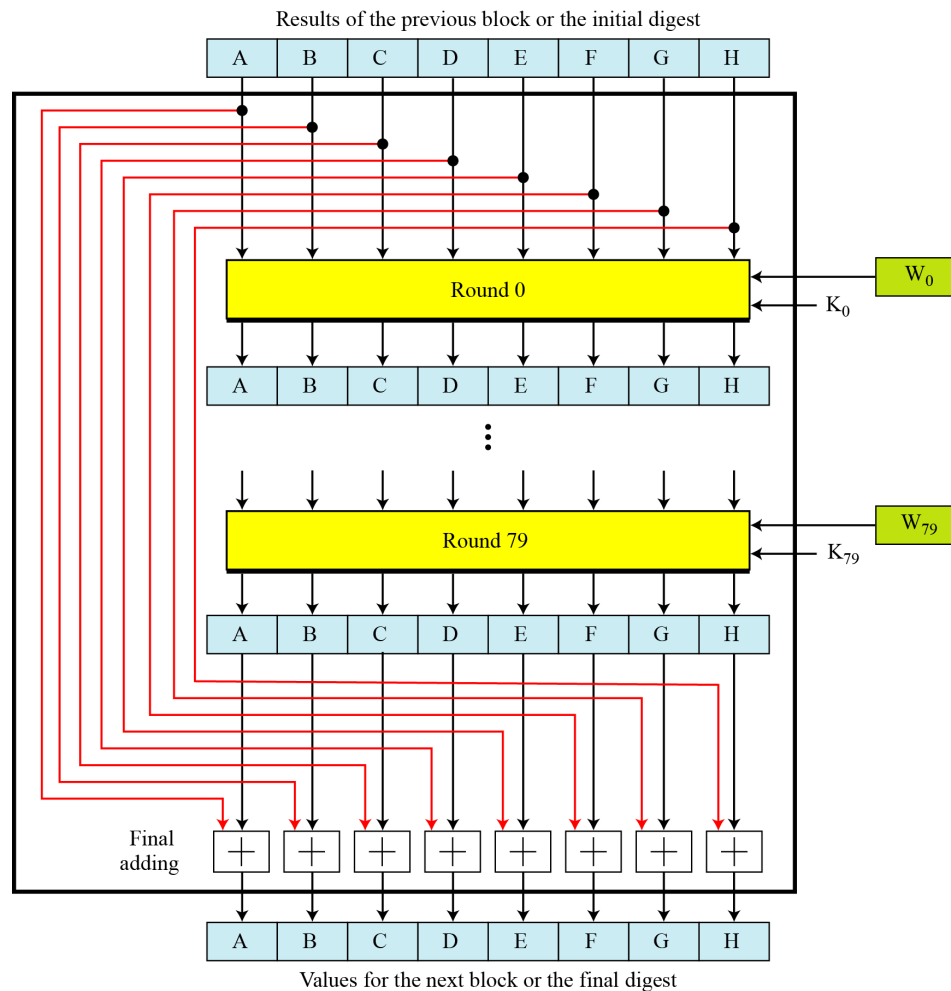 Results of the previous block or the initial digest
A B C D E F G H
Round 0
W0
K0
A B C D E F G H
Round 79
W79
K79
A B C D E F G H
Final
adding
A B C D E F G H
Values for the next block or the final digest